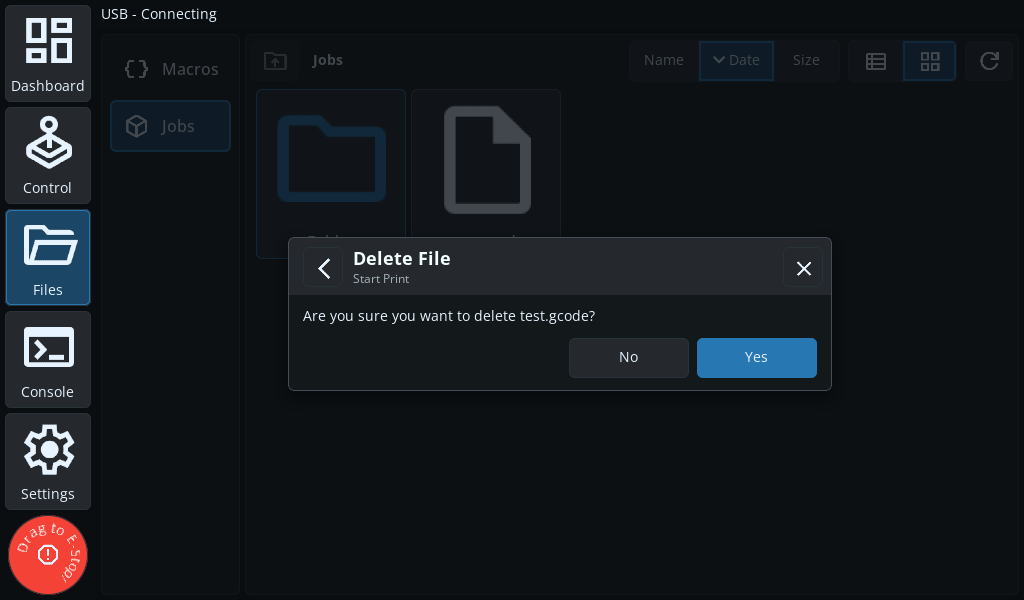 USB - Connecting
Dashboard
Control
Files
Console
Settings
Drag to E-Stop!
Macros
Jobs
Jobs
Name
Date
Size
Delete File
Start Print
Are you sure you want to delete test.gcode?
No
Yes